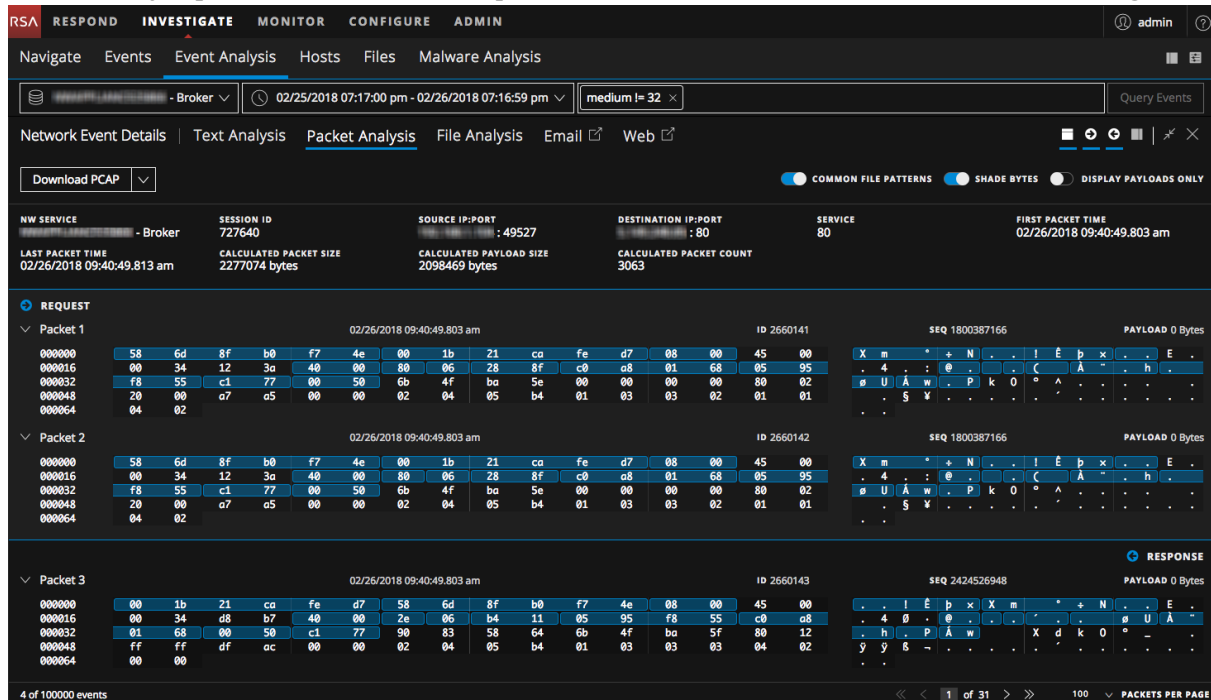 RSA RESPOND INVESTIGATE MONITOR CONFIGURE ADMIN admin ?
Navigate Events Event Analysis Hosts Files Malware Analysis
- Broker 02/25/2018 07:17:00 pm - 02/26/2018 07:16:59 pm medium != 32 × Query Events
Network Event Details | Text Analysis Packet Analysis File Analysis Email Web
Download PCAP COMMON FILE PATTERNS SHADE BYTES DISPLAY PAYLOADS ONLY
NW SERVICE SESSION ID SOURCE IP:PORT DESTINATION IP:PORT SERVICE FIRST PACKET TIME
- Broker 727640 : 49527 : 80 80 02/26/2018 09:40:49.803 am
LAST PACKET TIME CALCULATED PACKET SIZE CALCULATED PAYLOAD SIZE CALCULATED PACKET COUNT
02/26/2018 09:40:49.813 am 2277074 bytes 2098469 bytes 3063
REQUEST
Packet 1 02/26/2018 09:40:49.803 am ID 2660141 SEQ 1800387166 PAYLOAD 0 Bytes
000000 58 6d 8f b0 f7 4e 00 1b 21 ca fe d7 08 00 45 00 X m ° ÷ N . . ! Ê þ × . . E .
000016 00 34 12 3a 40 00 80 06 28 8f c0 a8 01 68 05 95 . 4 . : @ . . ( À ¨ . h .
000032 f8 55 c1 77 00 50 6b 4f ba 5e 00 00 00 00 80 02 ø U Á w . P k O º ^ . . . . .
000048 20 00 a7 a5 00 00 02 04 05 b4 01 03 03 02 01 01 . § ¥ . . . . . ´ . . . . . .
000064 04 02 . .
Packet 2 02/26/2018 09:40:49.803 am ID 2660142 SEQ 1800387166 PAYLOAD 0 Bytes
000000 58 6d 8f b0 f7 4e 00 1b 21 ca fe d7 08 00 45 00 X m ° ÷ N . . ! Ê þ × . . E .
000016 00 34 12 3a 40 00 80 06 28 8f c0 a8 01 68 05 95 . 4 . : @ . . ( À ¨ . h .
000032 f8 55 c1 77 00 50 6b 4f ba 5e 00 00 00 00 80 02 ø U Á w . P k O º ^ . . . . .
000048 20 00 a7 a5 00 00 02 04 05 b4 01 03 03 02 01 01 . § ¥ . . . . . ´ . . . . . .
000064 04 02 . .
RESPONSE
Packet 3 02/26/2018 09:40:49.803 am ID 2660143 SEQ 2424526948 PAYLOAD 0 Bytes
000000 00 1b 21 ca fe d7 58 6d 8f b0 f7 4e 08 00 45 00 . . ! Ê þ × X m ° ÷ N . . E .
000016 00 34 d8 b7 40 00 2e 06 b4 11 05 95 f8 55 c0 a8 . 4 Ø · @ . . . ´ . . ø U À ¨
000032 01 68 00 50 c1 77 90 83 58 64 6b 4f ba 5f 80 12 . h . P Á w X d k O º _ .
000048 ff ff df ac 00 00 02 04 05 b4 01 03 03 03 04 02 ÿ ÿ ß ¬ . . . . . ´ . . . . . .
000064 00 00 . .
4 of 100000 events 1 of 31 100 PACKETS PER PAGE